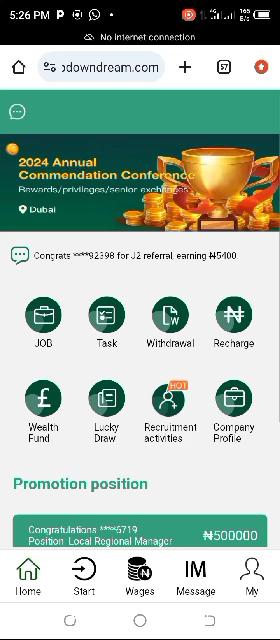 5:26 PM
165 B/s
No internet connection
odowndream.com
57
2024 Annual
Commendation Conference
Rewards/privileges/senior exchanges
Dubai
Congrats ****92398 for J2 referral, earning ₦5400.
JOB
Task
Withdrawal
Recharge
HOT
Wealth Fund
Lucky Draw
Recruitment activities
Company Profile
Promotion position
Congratulations ****6719
Position: Local Regional Manager
₦500000
IM
Home
Start
Wages
Message
My